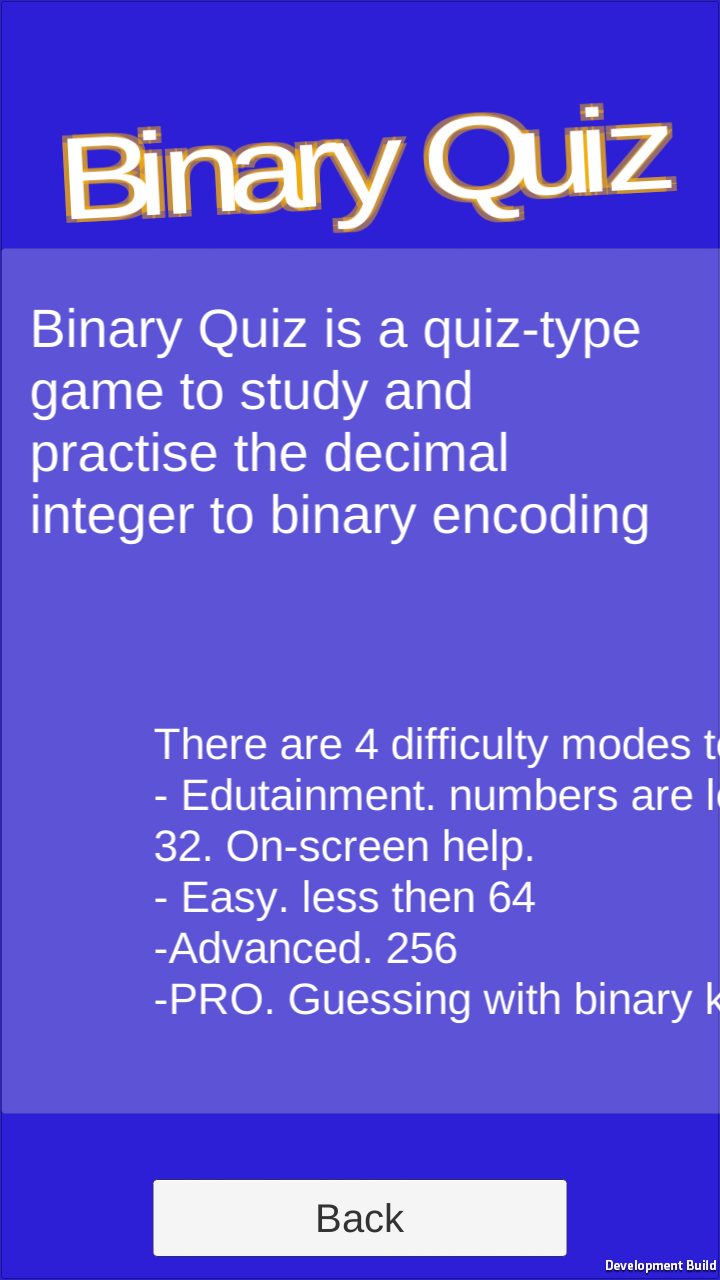 Binary Quiz
Binary Quiz is a quiz-type
game to study and
practise the decimal
integer to binary encoding
There are 4 difficulty modes
- Edutainment. numbers are
32. On-screen help.
- Easy. less then 64
-Advanced. 256
-PRO. Guessing with binary
Back
Development Build